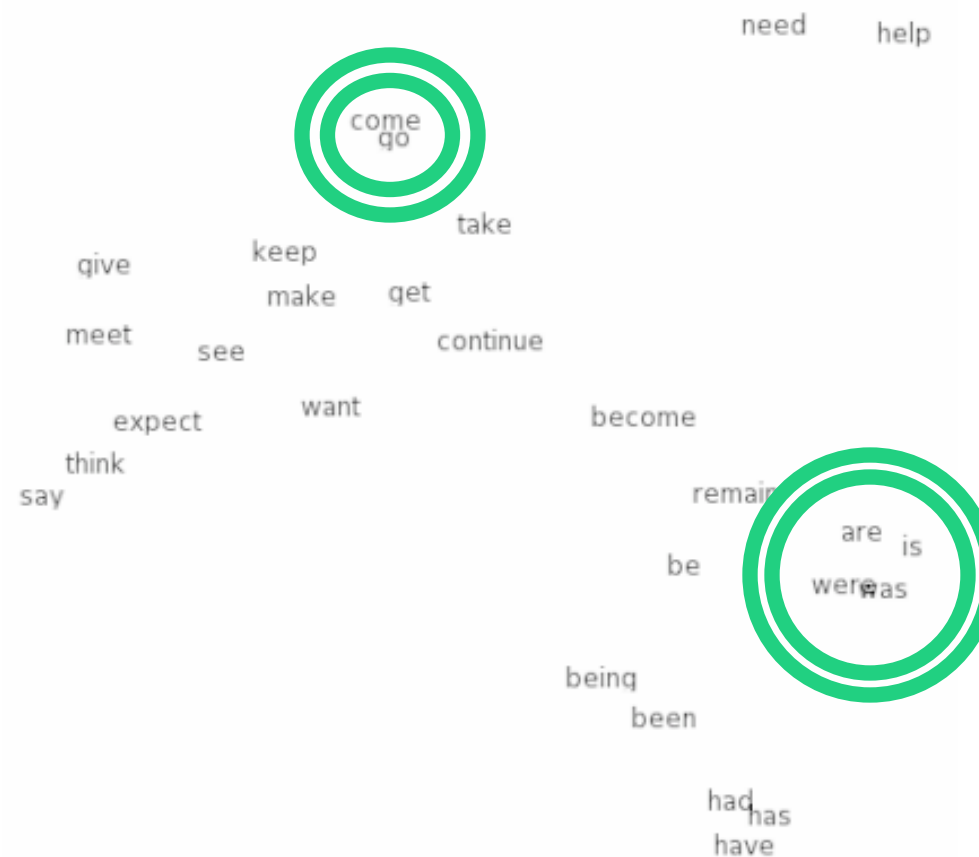 need help
come
go
take
keep
give
get
make
meet
continue
see
want
become
expect
think
remain
say
are
is
be
were was
being
been
had
has
have